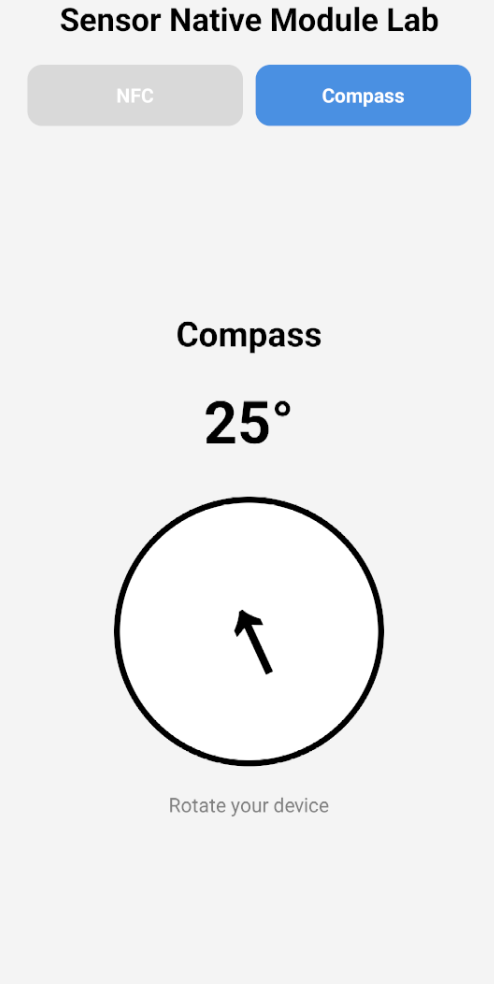 Sensor Native Module Lab
NFC
Compass
Compass
25°
Rotate your device